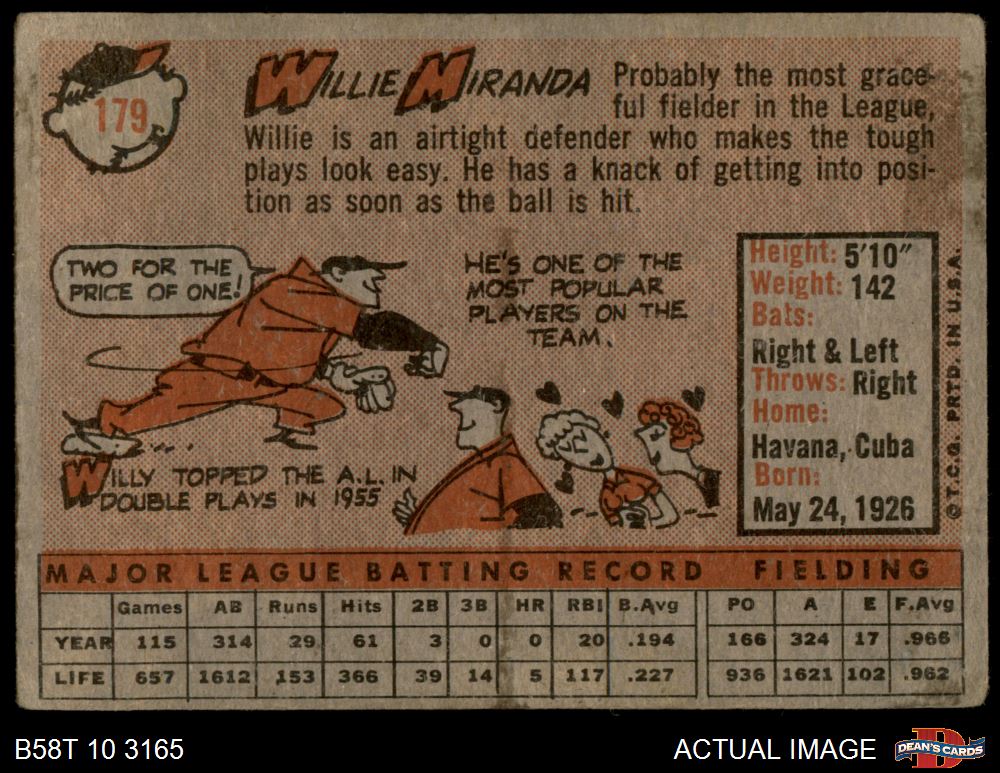 179
WILLIE MIRANDA
Probably the most grace-
ful fielder in the League,
Willie is an airtight defender who makes the tough
plays look easy. He has a knack of getting into posi-
tion as soon as the ball is hit.
TWO FOR THE
PRICE OF ONE!
WILLY TOPPED THE A.L. IN
DOUBLE PLAYS IN 1955
HE'S ONE OF THE
MOST POPULAR
PLAYERS ON THE
TEAM.
Height: 5'10"
Weight: 142
Bats:
Right & Left
Throws: Right
Home:
Havana, Cuba
Born:
May 24, 1926
©T.C.G. PRTD. IN U.S.A.
MAJOR LEAGUE BATTING RECORD FIELDING
Games AB Runs Hits 2B 3B HR RBI B.Avg PO A E F.Avg
YEAR 115 314 29 61 3 0 0 20 .194 166 324 17 .966
LIFE 657 1612 153 366 39 14 5 117 .227 936 1621 102 .962
B58T 10 3165
ACTUAL IMAGE
D
DEAN'S CARDS